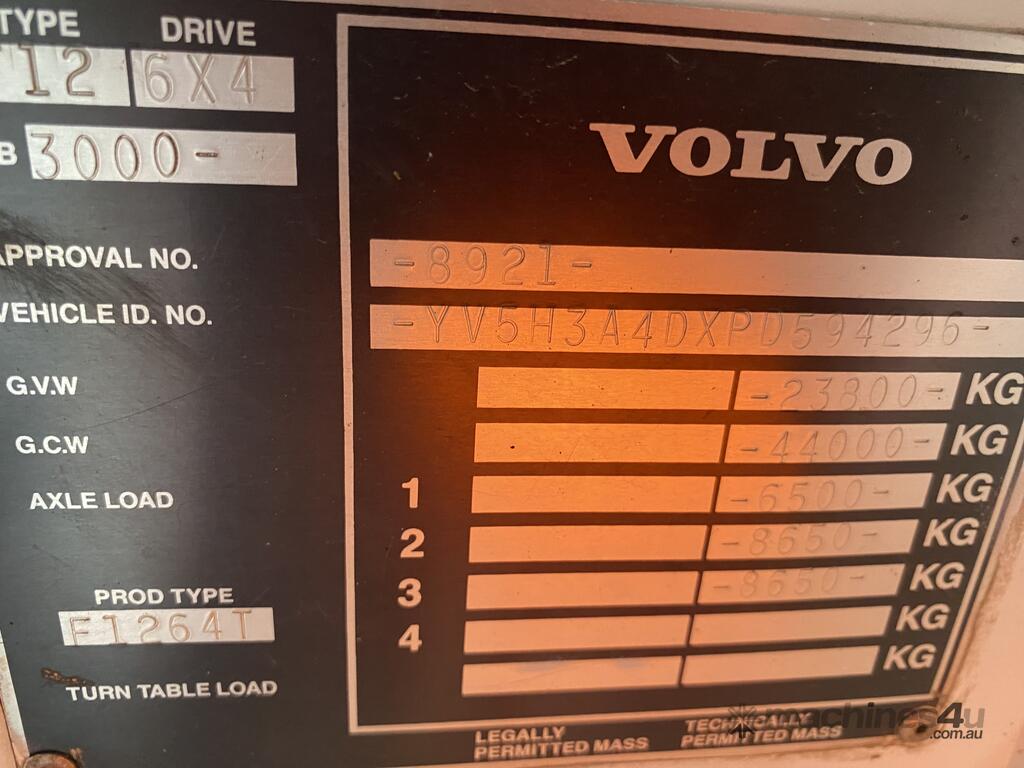 TYPE DRIVE
12 6X4
B 3000-
VOLVO
APPROVAL NO. -8921-
VEHICLE ID. NO. -YV5H3A4DXPD594296-
G.V.W -23800- KG
G.C.W -44000- KG
AXLE LOAD 1 -6500- KG
2 -8650- KG
3 -8650- KG
4 KG
KG
PROD TYPE
F1264T
TURN TABLE LOAD
LEGALLY PERMITTED MASS
TECHNICALLY PERMITTED MASS
machines4u
.com.au